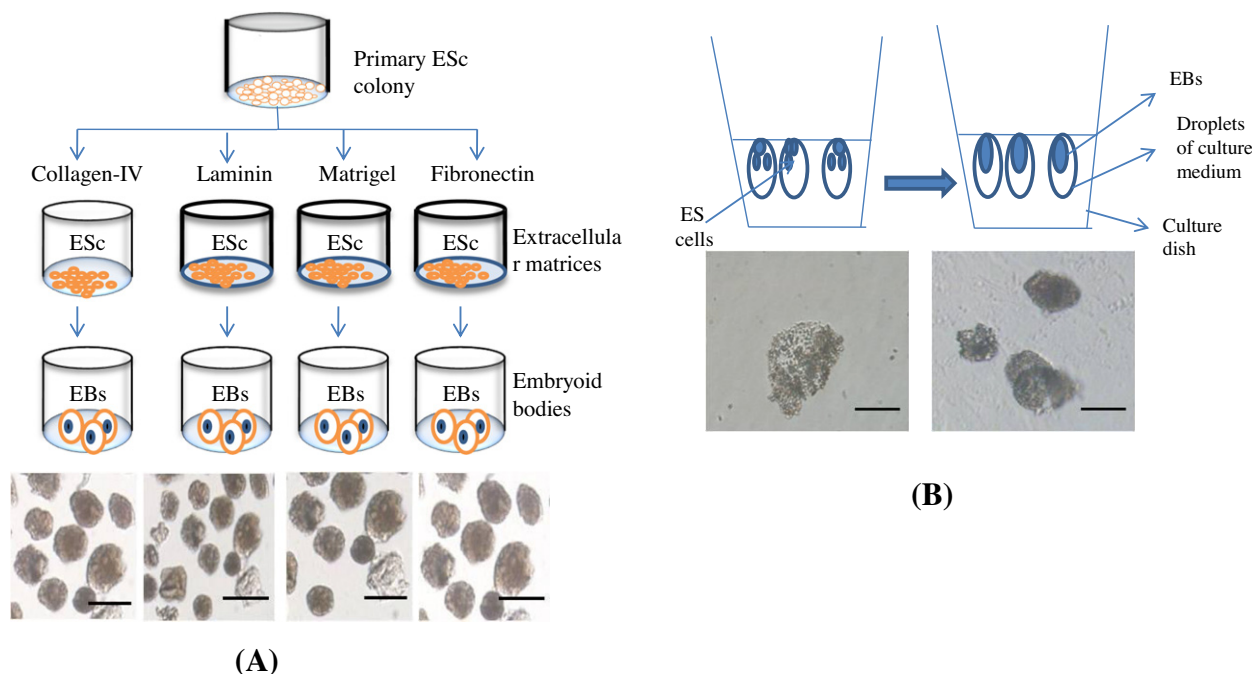 Primary ESc
colony
Collagen-IV
Laminin
Matrigel
Fibronectin
ESc
ESc
ESc
ESc
Extracellula
r matrices
EBs
EBs
EBs
EBs
Embryoid
bodies
(A)
EBs
Droplets
of culture
medium
ES
cells
Culture
dish
(B)